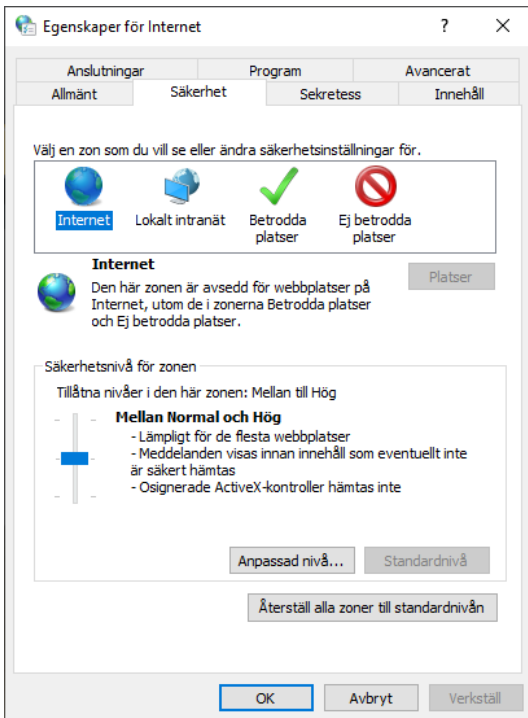 Egenskaper för Internet
Anslutningar Program Avancerat
Allmänt Säkerhet Sekretess Innehåll
Välj en zon som du vill se eller ändra säkerhetsinställningar för.
Internet Lokalt intranät Betrodda platser Ej betrodda platser
Internet
Den här zonen är avsedd för webbplatser på
Internet, utom de i zonerna Betrodda platser
och Ej betrodda platser.
Platser
Säkerhetsnivå för zonen
Tillåtna nivåer i den här zonen: Mellan till Hög
Mellan Normal och Hög
- Lämpligt för de flesta webbplatser
- Meddelanden visas innan innehåll som eventuellt inte
är säkert hämtas
- Osignerade ActiveX-kontroller hämtas inte
Anpassad nivå... Standardnivå
Återställ alla zoner till standardnivån
OK Avbryt Verkställ